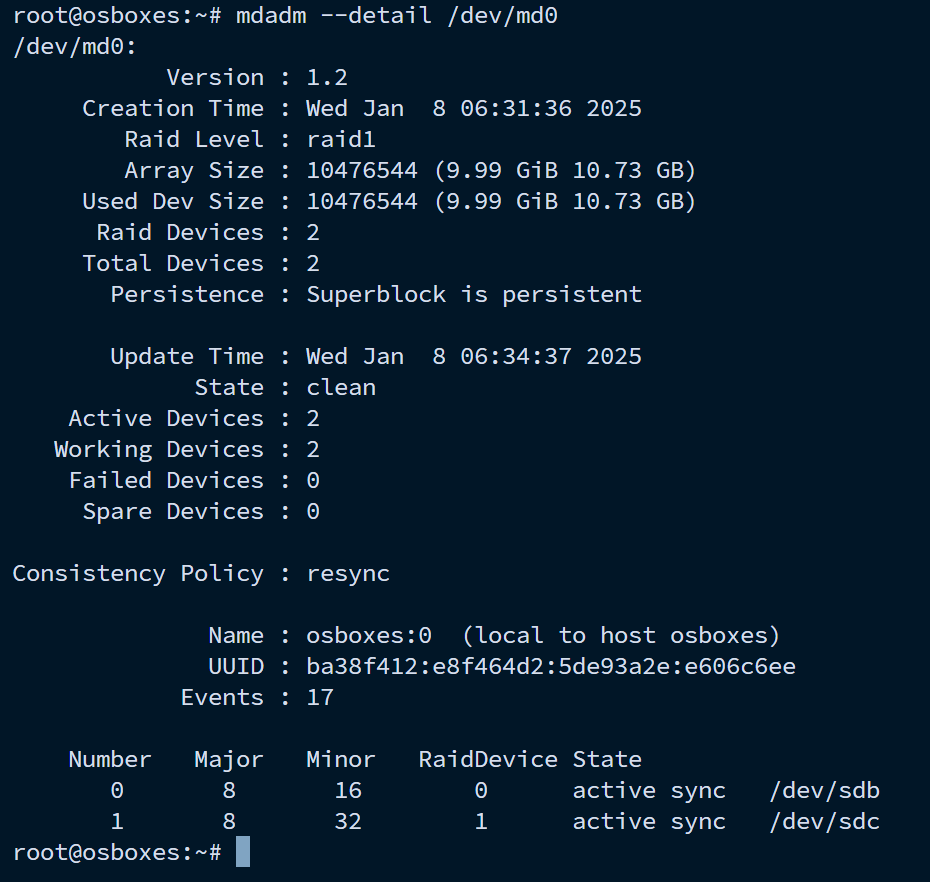 root@osboxes:~# mdadm --detail /dev/md0
/dev/md0:
           Version : 1.2
     Creation Time : Wed Jan  8 06:31:36 2025
        Raid Level : raid1
        Array Size : 10476544 (9.99 GiB 10.73 GB)
     Used Dev Size : 10476544 (9.99 GiB 10.73 GB)
      Raid Devices : 2
     Total Devices : 2
       Persistence : Superblock is persistent

       Update Time : Wed Jan  8 06:34:37 2025
             State : clean
    Active Devices : 2
   Working Devices : 2
    Failed Devices : 0
     Spare Devices : 0

Consistency Policy : resync

              Name : osboxes:0  (local to host osboxes)
              UUID : ba38f412:e8f464d2:5de93a2e:e606c6ee
            Events : 17

    Number   Major   Minor   RaidDevice State
       0       8       16        0      active sync   /dev/sdb
       1       8       32        1      active sync   /dev/sdc
root@osboxes:~#